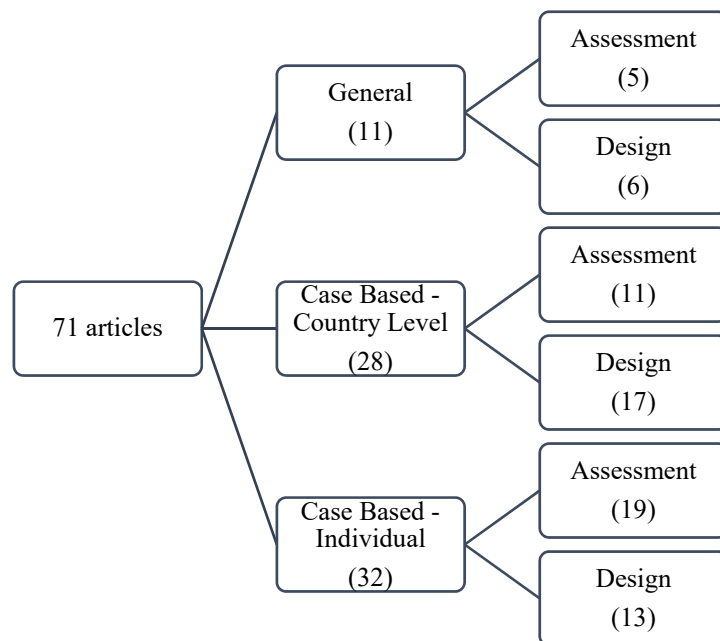 71 articles
General
(11)
Assessment
(5)
Design
(6)
Case Based -
Country Level
(28)
Assessment
(11)
Design
(17)
Case Based -
Individual
(32)
Assessment
(19)
Design
(13)